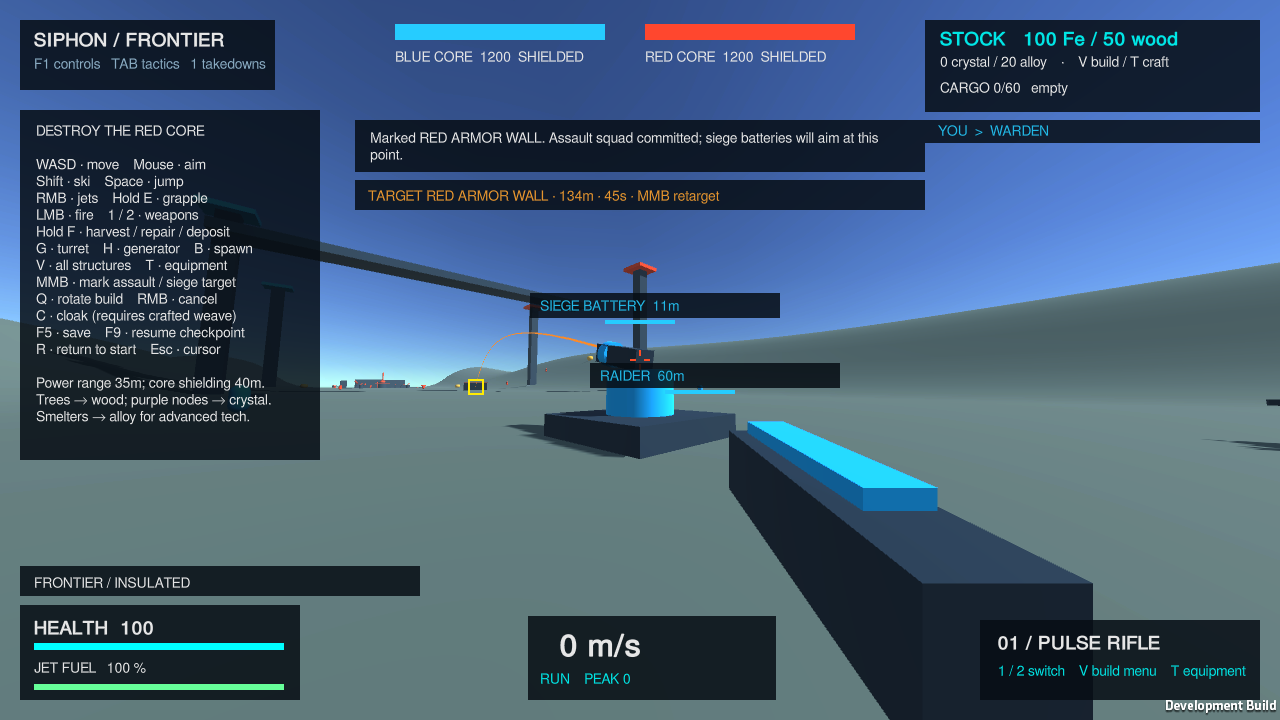 SIPHON / FRONTIER
F1 controls TAB tactics 1 takedowns
BLUE CORE 1200 SHIELDED
RED CORE 1200 SHIELDED
STOCK 100 Fe / 50 wood
0 crystal / 20 alloy · V build / T craft
CARGO 0/60 empty
YOU > WARDEN
DESTROY THE RED CORE
WASD · move Mouse · aim
Shift · ski Space · jump
RMB · jets Hold E · grapple
LMB · fire 1 / 2 · weapons
Hold F · harvest / repair / deposit
G · turret H · generator B · spawn
V · all structures T · equipment
MMB · mark assault / siege target
Q · rotate build RMB · cancel
C · cloak (requires crafted weave)
F5 · save F9 · resume checkpoint
R · return to start Esc · cursor
Power range 35m; core shielding 40m.
Trees → wood; purple nodes → crystal.
Smelters → alloy for advanced tech.
Marked RED ARMOR WALL. Assault squad committed; siege batteries will aim at this
point.
TARGET RED ARMOR WALL · 134m · 45s · MMB retarget
SIEGE BATTERY 11m
RAIDER 60m
FRONTIER / INSULATED
HEALTH 100
JET FUEL 100 %
0 m/s
RUN PEAK 0
01 / PULSE RIFLE
1 / 2 switch V build menu T equipment
Development Build